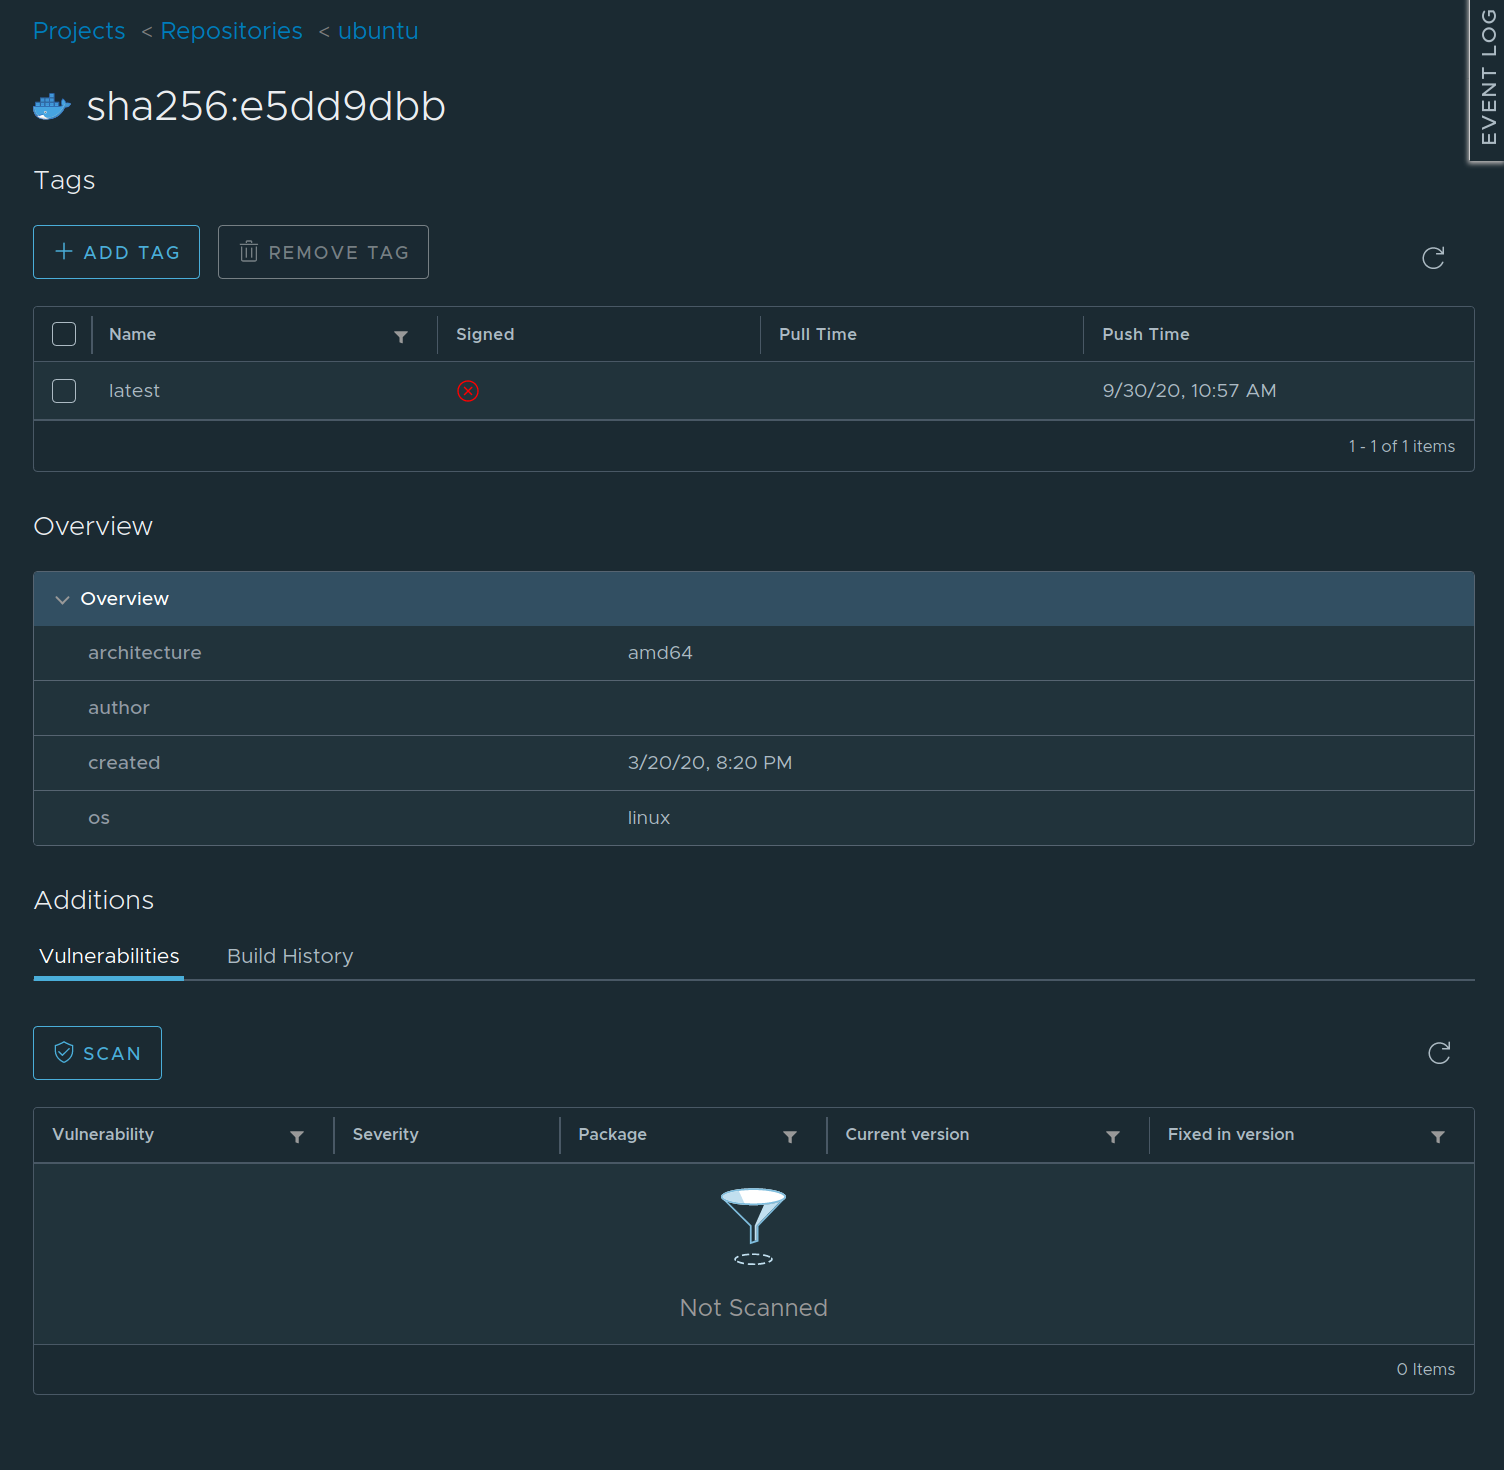 Projects < Repositories < ubuntu
EVENT LOG
sha256:e5dd9dbb
Tags
ADD TAG REMOVE TAG
Name Signed Pull Time Push Time
latest 9/30/20, 10:57 AM
1 - 1 of 1 items
Overview
Overview
architecture amd64
author
created 3/20/20, 8:20 PM
os linux
Additions
Vulnerabilities Build History
SCAN
Vulnerability Severity Package Current version Fixed in version
Not Scanned
0 Items